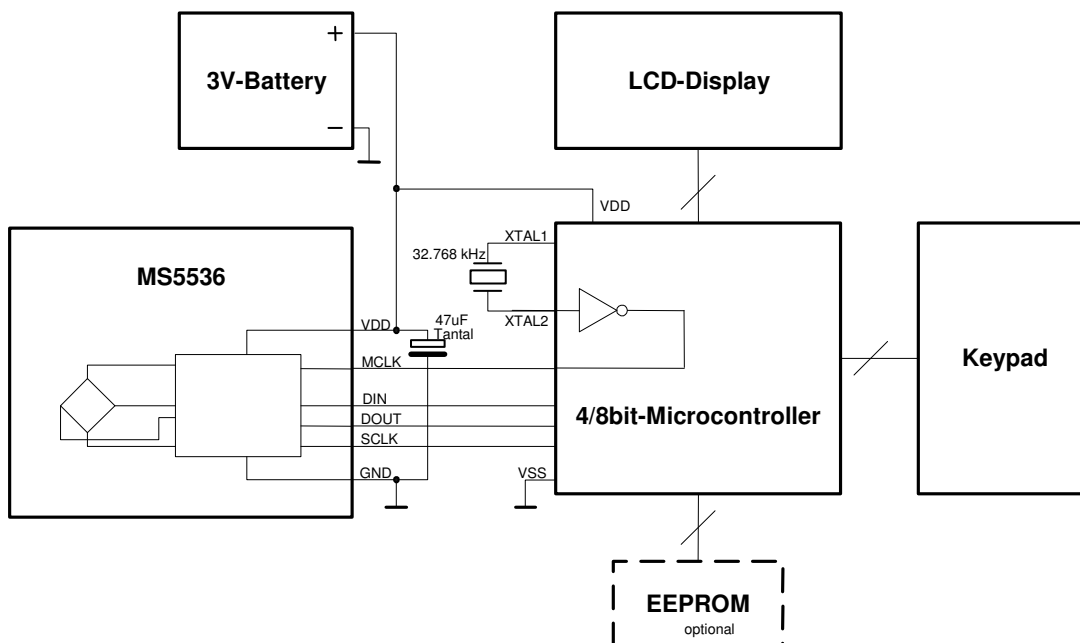 +
3V-Battery
−
LCD-Display
VDD
MS5536
XTAL1
32.768 kHz
XTAL2
VDD
47uF
Tantal
MCLK
DIN
DOUT
SCLK
GND
4/8bit-Microcontroller
VSS
Keypad
EEPROM
optional